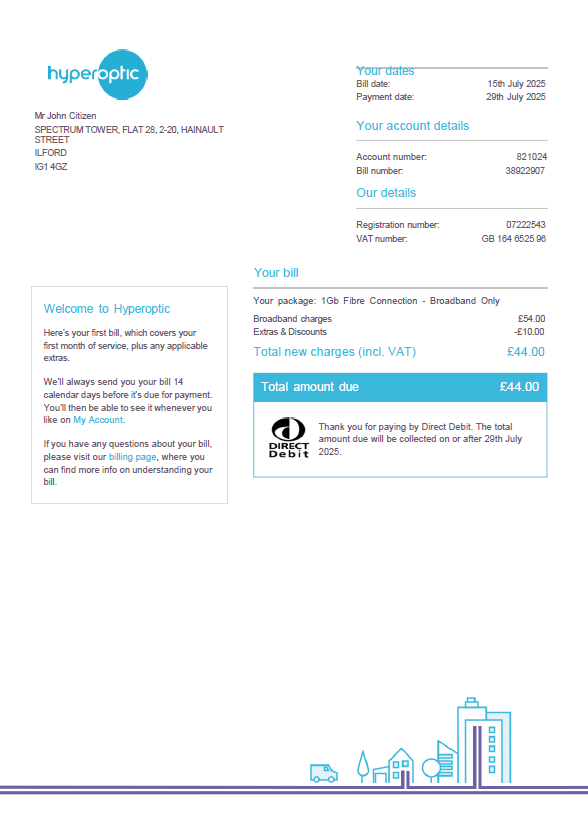 hyperoptic
Mr John Citizen
SPECTRUM TOWER, FLAT 28, 2-20, HAINAULT
STREET
ILFORD
IG1 4GZ
Your dates
Bill date: 15th July 2025
Payment date: 29th July 2025
Your account details
Account number: 821024
Bill number: 38922907
Our details
Registration number: 07222543
VAT number: GB 164 6525 96
Welcome to Hyperoptic
Here's your first bill, which covers your
first month of service, plus any applicable
extras.
We'll always send you your bill 14
calendar days before it's due for payment.
You'll then be able to see it whenever you
like on My Account.
If you have any questions about your bill,
please visit our billing page, where you
can find more info on understanding your
bill.
Your bill
Your package: 1Gb Fibre Connection - Broadband Only
Broadband charges £54.00
Extras & Discounts -£10.00
Total new charges (incl. VAT) £44.00
Total amount due £44.00
DIRECT
Debit
Thank you for paying by Direct Debit. The total
amount due will be collected on or after 29th July
2025.